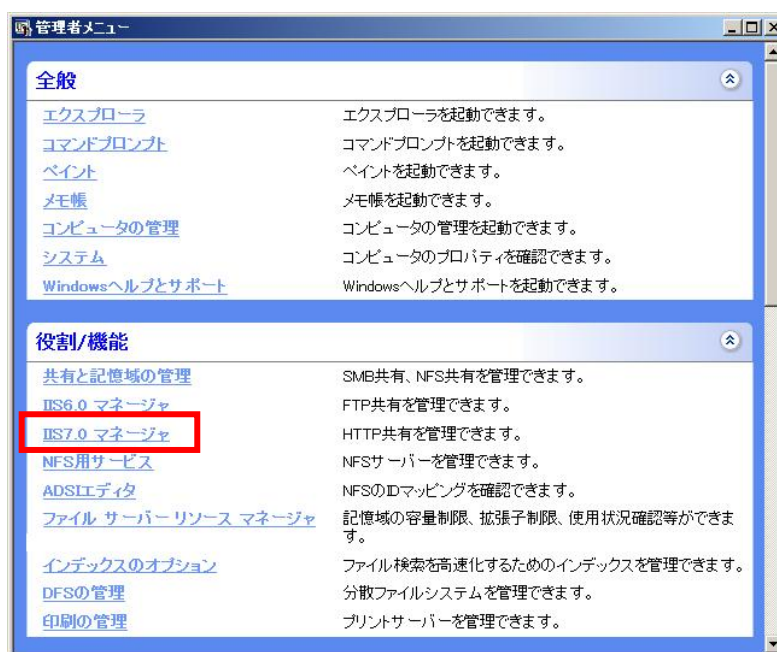 管理者メニュー
全般
エクスプローラ エクスプローラを起動できます。
コマンドプロンプト コマンドプロンプトを起動できます。
ペイント ペイントを起動できます。
メモ帳 メモ帳を起動できます。
コンピュータの管理 コンピュータの管理を起動できます。
システム コンピュータのプロパティを確認できます。
Windowsヘルプとサポート Windowsヘルプとサポートを起動できます。
役割/機能
共有と記憶域の管理 SMB共有、NFS共有を管理できます。
IIS6.0 マネージャ FTP共有を管理できます。
IIS7.0 マネージャ HTTP共有を管理できます。
NFS用サービス NFSサーバーを管理できます。
ADSIエディタ NFSのIDマッピングを確認できます。
ファイル サーバー リソース マネージャ 記憶域の容量制限、拡張子制限、使用状況確認等ができま
す。
インデックスのオプション ファイル検索を高速化するためのインデックスを管理できます。
DFSの管理 分散ファイルシステムを管理できます。
印刷の管理 プリントサーバーを管理できます。